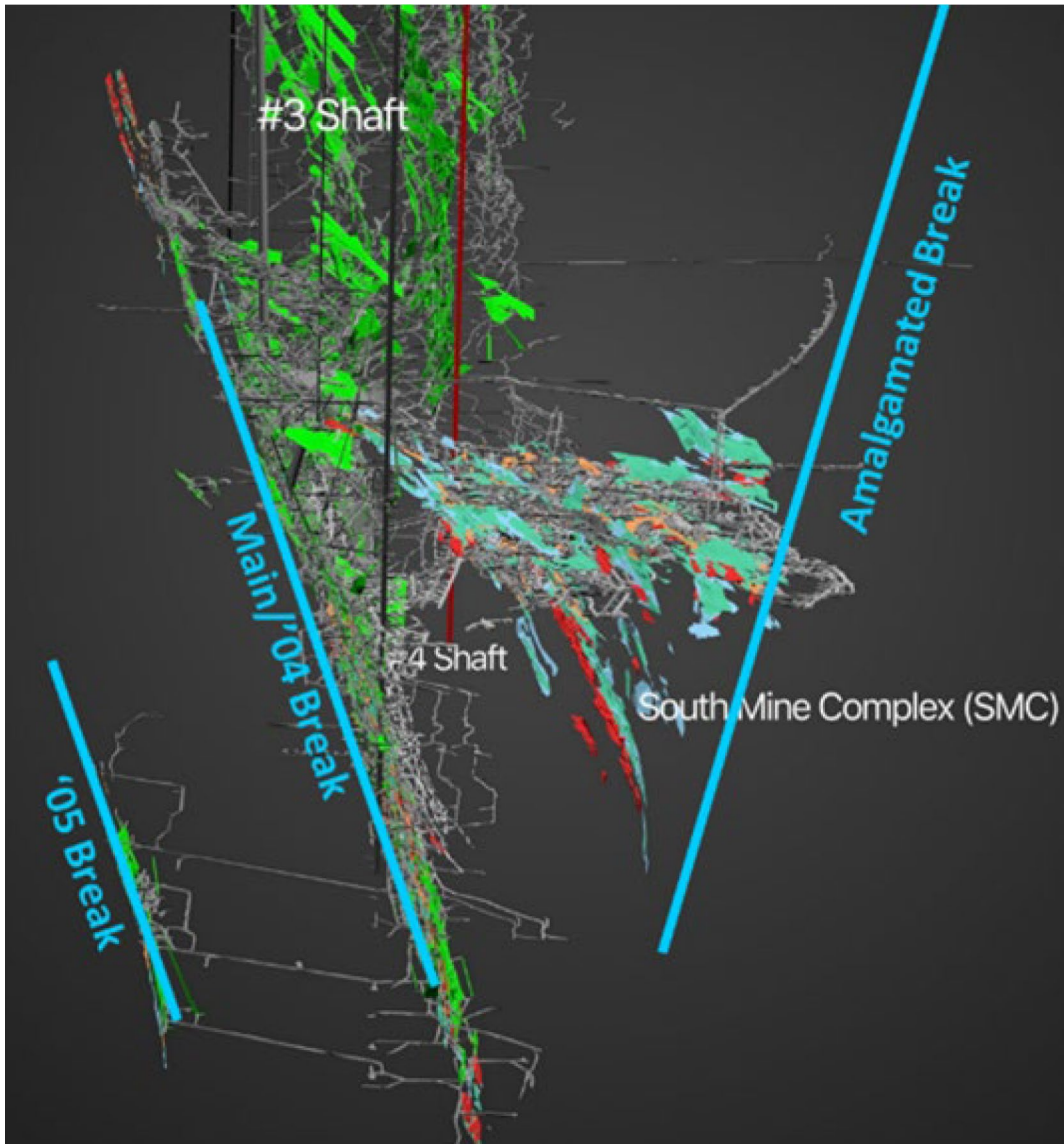 #3 Shaft
Amalgamated Break
Main/'04 Break
4 Shaft
South Mine Complex (SMC)
‘05 Break